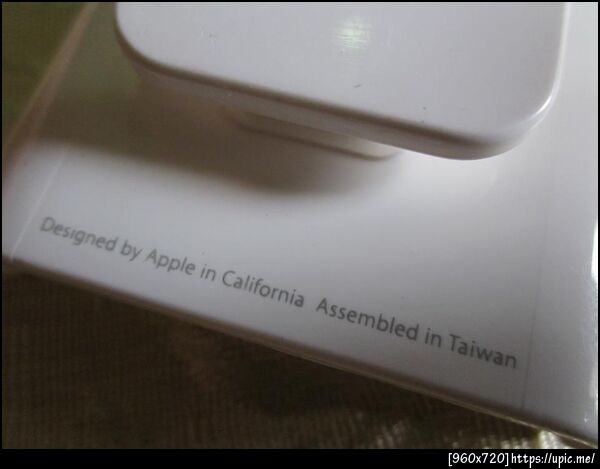 Designed by Apple in California  Assembled in Taiwan
[960x720]https://upic.me/